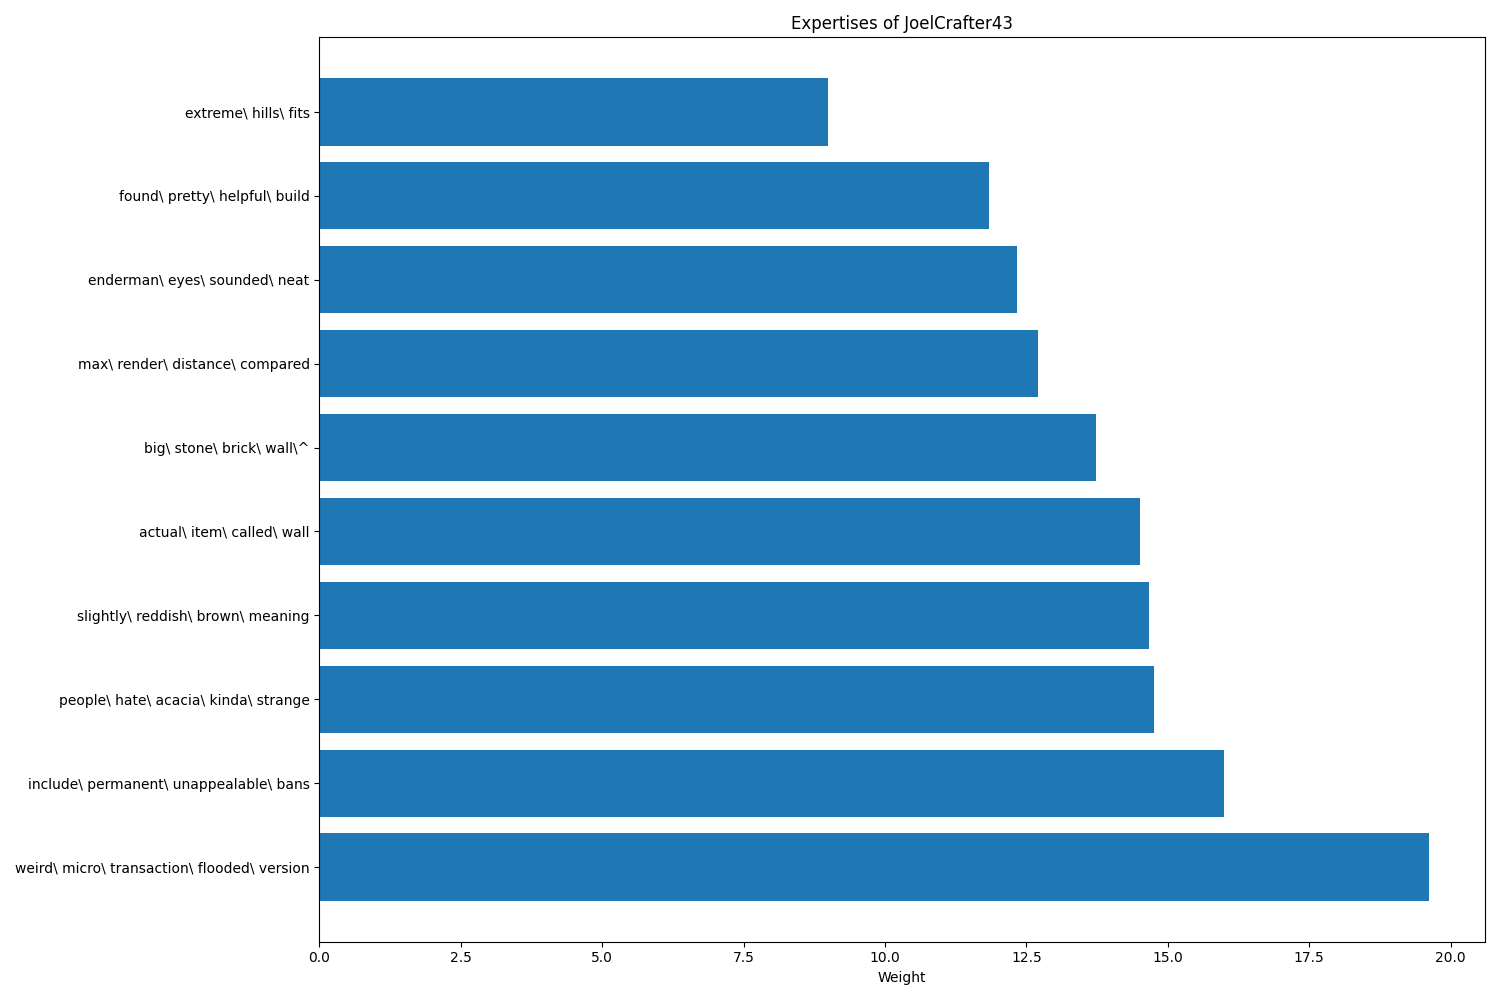 Expertises of JoelCrafter43
extreme\ hills\ fits
found\ pretty\ helpful\ build
enderman\ eyes\ sounded\ neat
max\ render\ distance\ compared
big\ stone\ brick\ wall\^
actual\ item\ called\ wall
slightly\ reddish\ brown\ meaning
people\ hate\ acacia\ kinda\ strange
include\ permanent\ unappealable\ bans
weird\ micro\ transaction\ flooded\ version
0.0 2.5 5.0 7.5 10.0 12.5 15.0 17.5 20.0
Weight